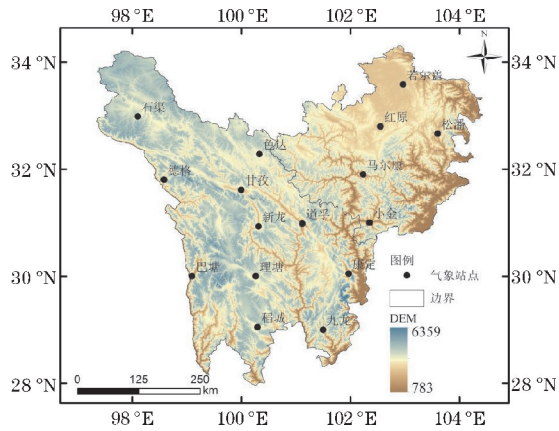 98 °E 100 °E 102 °E 104 °E
N
34 °N
34 °N
若尔盖
石渠
红原
松潘
色达
32 °N
32 °N
马尔康
德格
甘孜
新龙
道孚
小金
图例
气象站点
边界
巴塘
理塘
康定
30 °N
30 °N
DEM
6359
783
稻城
九龙
0 125 250
km
28 °N
28 °N
98 °E 100 °E 102 °E 104 °E